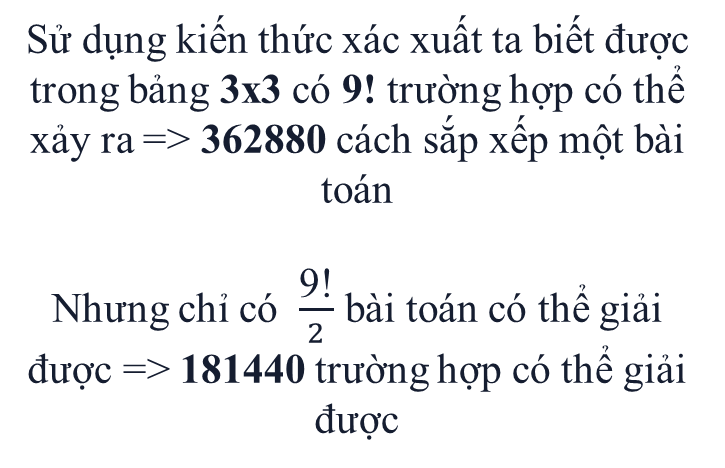 Sử dụng kiến thức xác xuất ta biết được
trong bảng 3x3 có 9! trường hợp có thể
xảy ra => 362880 cách sắp xếp một bài
toán
Nhưng chỉ có 9!/2 bài toán có thể giải
được => 181440 trường hợp có thể giải
được